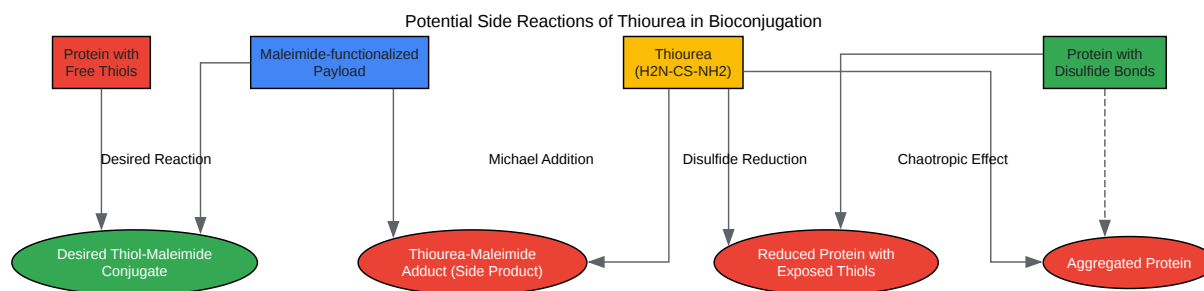 Potential Side Reactions of Thiourea in Bioconjugation
Protein with
Free Thiols
Maleimide-functionalized
Payload
Thiourea
(H2N-CS-NH2)
Protein with
Disulfide Bonds
Desired Reaction
Michael Addition
Disulfide Reduction
Chaotropic Effect
Desired Thiol-Maleimide
Conjugate
Thiourea-Maleimide
Adduct (Side Product)
Reduced Protein with
Exposed Thiols
Aggregated Protein